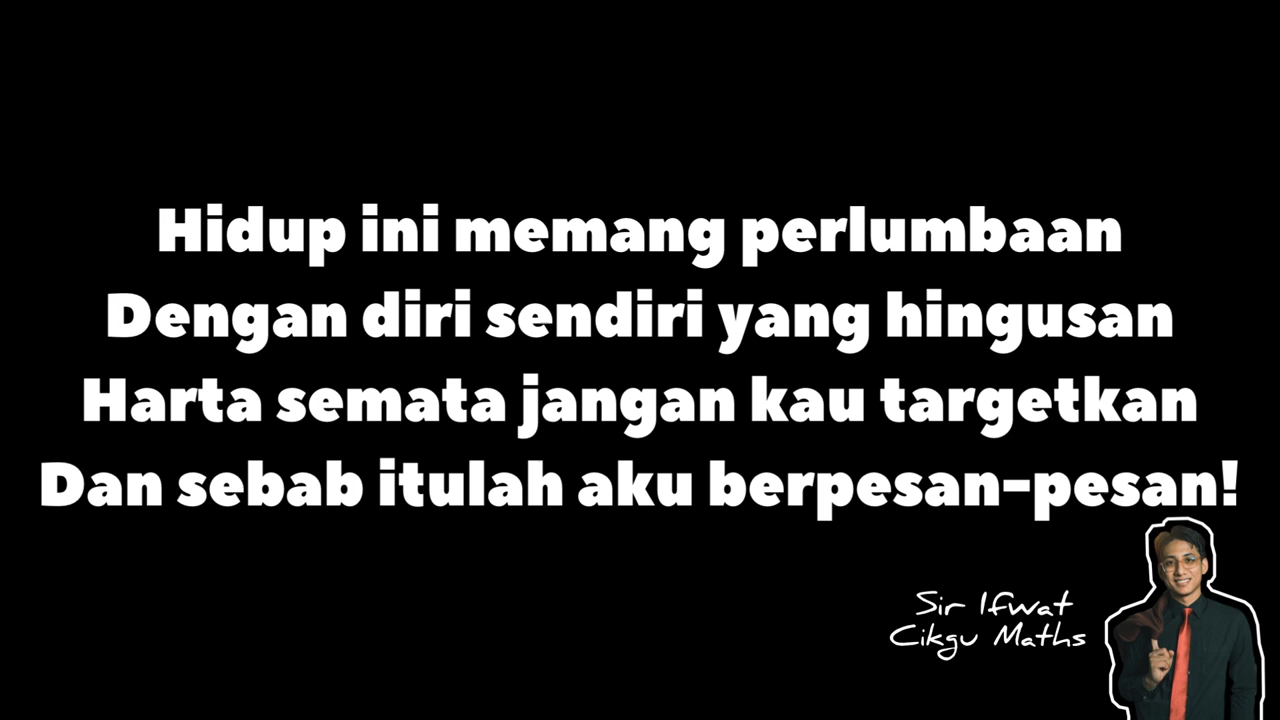 Hidup ini memang perlumbaan
Dengan diri sendiri yang hingusan
Harta semata jangan kau targetkan
Dan sebab itulah aku berpesan-pesan!
Sir Ifwat
Cikgu Maths